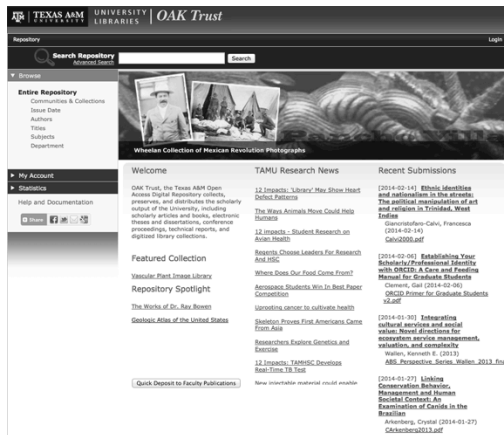 TEXAS A&M
UNIVERSITY
UNIVERSITY
LIBRARIES
OAK Trust
Repository
Login
Search Repository
Advanced Search
Search
Browse
Entire Repository
Communities & Collections
Issue Date
Authors
Titles
Subjects
Department
My Account
Statistics
Help and Documentation
Share
Wheelan Collection of Mexican Revolution Photographs
Welcome
OAK Trust, the Texas A&M Open
Access Digital Repository collects,
preserves, and distributes the scholarly
output of the University, including
scholarly articles and books, electronic
theses and dissertations, conference
proceedings, technical reports, and
digitized library collections.
Featured Collection
Vascular Plant Image Library
Repository Spotlight
The Works of Dr. Ray Bowen
Geologic Atlas of the United States
Quick Deposit to Faculty Publications
TAMU Research News
12 Impacts: 'Library' May Show Heart
Defect Patterns
The Ways Animals Move Could Help
Humans
12 impacts - Student Research on
Avian Health
Regents Choose Leaders For Research
And HSC
Where Does Our Food Come From?
Aerospace Students Win In Best Paper
Competition
Uprooting cancer to cultivate health
Skeleton Proves First Americans Came
From Asia
Researchers Explore Genetics and
Exercise
12 Impacts: TAMHSC Develops
Real-Time TB Test
New injectable material could enable
Recent Submissions
[2014-02-14] Ethnic identities
and nationalism in the streets:
The political manipulation of art
and religion in Trinidad, West
Indies
Giancristofaro-Calvi, Francesca
(2014-02-14)
Calvi2000.pdf
[2014-02-06] Establishing Your
Scholarly/Professional Identity
with ORCID: A Care and Feeding
Manual for Graduate Students
Clement, Gail (2014-02-06)
ORCID Primer for Graduate Students
v2.pdf
[2014-01-30] Integrating
cultural services and social
value: Novel directions for
ecosystem service management,
valuation, and complexity
Wallen, Kenneth E. (2013)
ABS_Perspective_Series_Wallen_2013_fina
[2014-01-27] Linking
Conservation Behavior,
Management and Human
Societal Context: An
Examination of Canids in the
Brazilian
Arkenberg, Crystal (2014-01-27)
CArkenberg2013.pdf